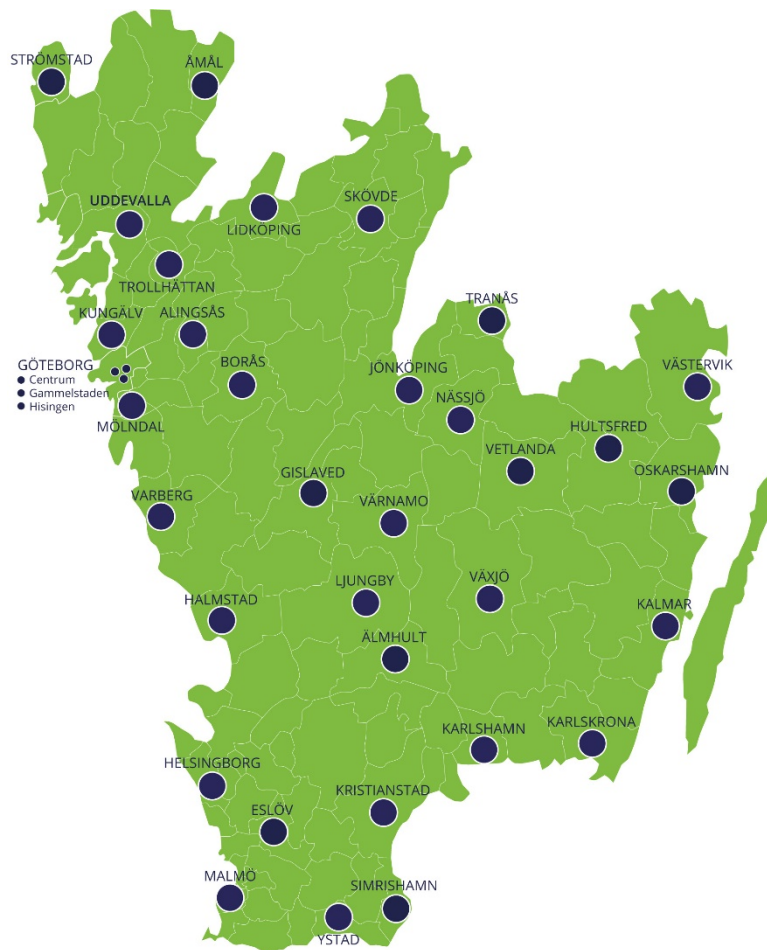 STRÖMSTAD
ÅMÅL
UDDEVALLA
LIDKÖPING
SKÖVDE
TROLLHÄTTAN
KUNGÄLV
ALINGSÅS
TRANÅS
GÖTEBORG
Centrum
Gammelstaden
Hisingen
BORÅS
JÖNKÖPING
VÄSTERVIK
MÖLNDAL
NÄSSJÖ
HULTSFRED
VETLANDA
GISLAVED
OSKARSHAMN
VARBERG
VÄRNAMO
LJUNGBY
VÄXJÖ
HALMSTAD
KALMAR
ÄLMHULT
KARLSHAMN
KARLSKRONA
HELSINGBORG
KRISTIANSTAD
ESLÖV
MALMÖ
SIMRISHAMN
YSTAD